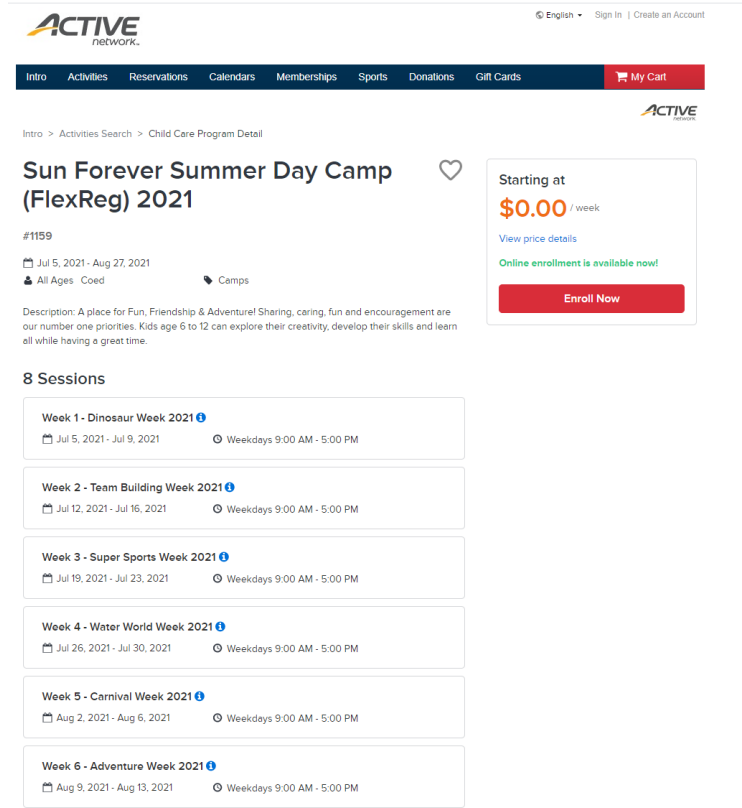 English
Sign In | Create an Account
ACTIVE
network.
Intro Activities Reservations Calendars Memberships Sports Donations Gift Cards My Cart
ACTIVE
network
Intro > Activities Search > Child Care Program Detail
Sun Forever Summer Day Camp
(FlexReg) 2021
#1159
Jul 5, 2021 - Aug 27, 2021
All Ages Coed Camps
Description: A place for Fun, Friendship & Adventure! Sharing, caring, fun and encouragement are
our number one priorities. Kids age 6 to 12 can explore their creativity, develop their skills and learn
all while having a great time.
Starting at
$0.00 / week
View price details
Online enrollment is available now!
Enroll Now
8 Sessions
Week 1 - Dinosaur Week 2021
Jul 5, 2021 - Jul 9, 2021 Weekdays 9:00 AM - 5:00 PM
Week 2 - Team Building Week 2021
Jul 12, 2021 - Jul 16, 2021 Weekdays 9:00 AM - 5:00 PM
Week 3 - Super Sports Week 2021
Jul 19, 2021 - Jul 23, 2021 Weekdays 9:00 AM - 5:00 PM
Week 4 - Water World Week 2021
Jul 26, 2021 - Jul 30, 2021 Weekdays 9:00 AM - 5:00 PM
Week 5 - Carnival Week 2021
Aug 2, 2021 - Aug 6, 2021 Weekdays 9:00 AM - 5:00 PM
Week 6 - Adventure Week 2021
Aug 9, 2021 - Aug 13, 2021 Weekdays 9:00 AM - 5:00 PM